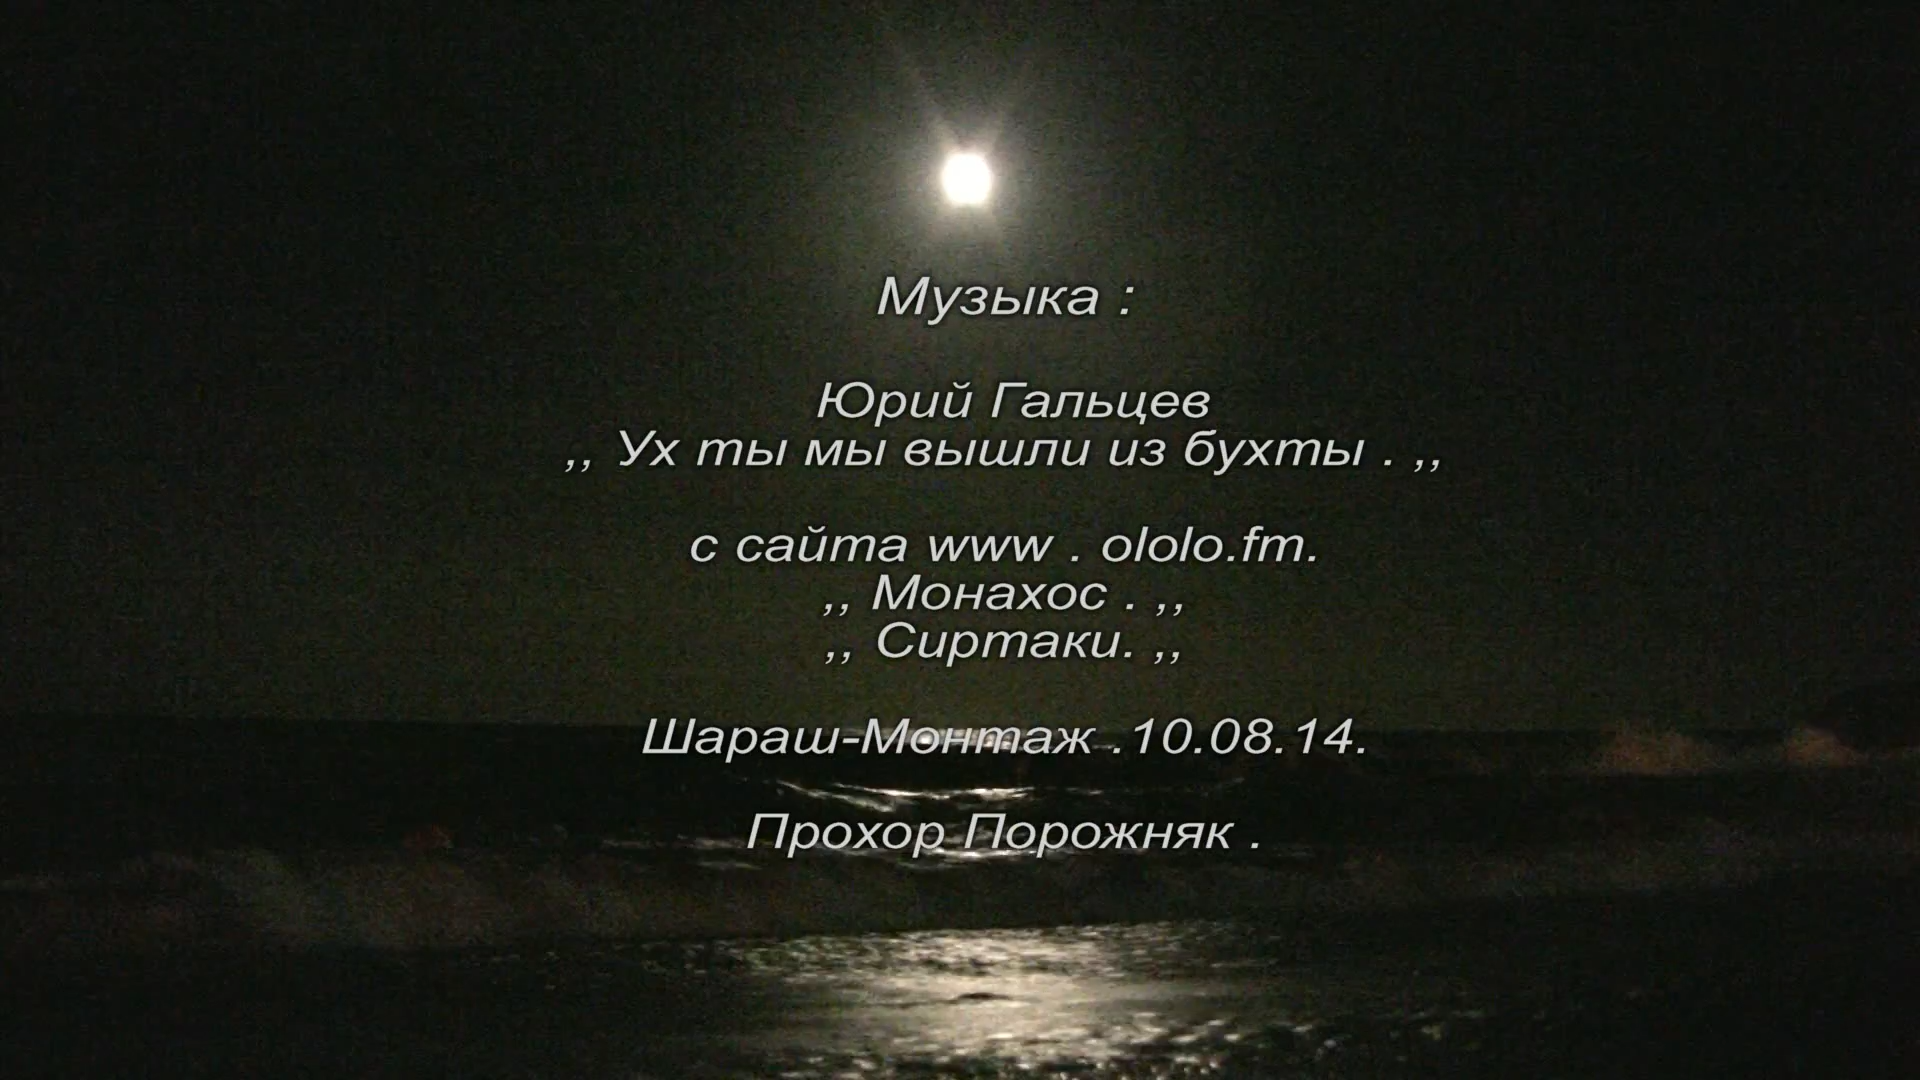 Музыка :
Юрий Гальцев
,, Ух ты мы вышли из бухты . ,,
с сайта www . ololo.fm.
,, Монахос . ,,
,, Сиртаки. ,,
Шараш-Монтаж .10.08.14.
Прохор Порожняк .